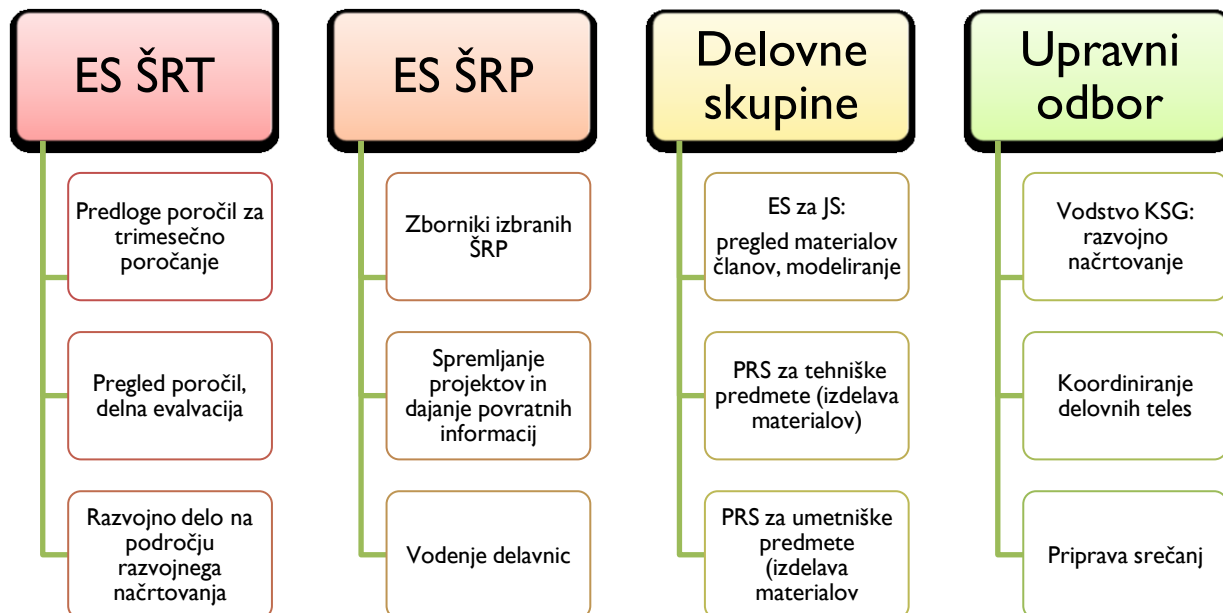 ES ŠRT
Predloge poročil za
trimesečno
poročanje
Pregled poročil,
delna evalvacija
Razvojno delo na
področju
razvojnega
načrtovanja
ES ŠRP
Zborniki izbranih
ŠRP
Spremljanje
projektov in
dajanje povratnih
informacij
Vodenje delavnic
Delovne
skupine
ES za JS:
pregled materialov
članov, modeliranje
PRS za tehniške
predmete (izdelava
materialov)
PRS za umetniške
predmete
(izdelava
materialov
Upravni
odbor
Vodstvo KSG:
razvojno
načrtovanje
Koordiniranje
delovnih teles
Priprava srečanj